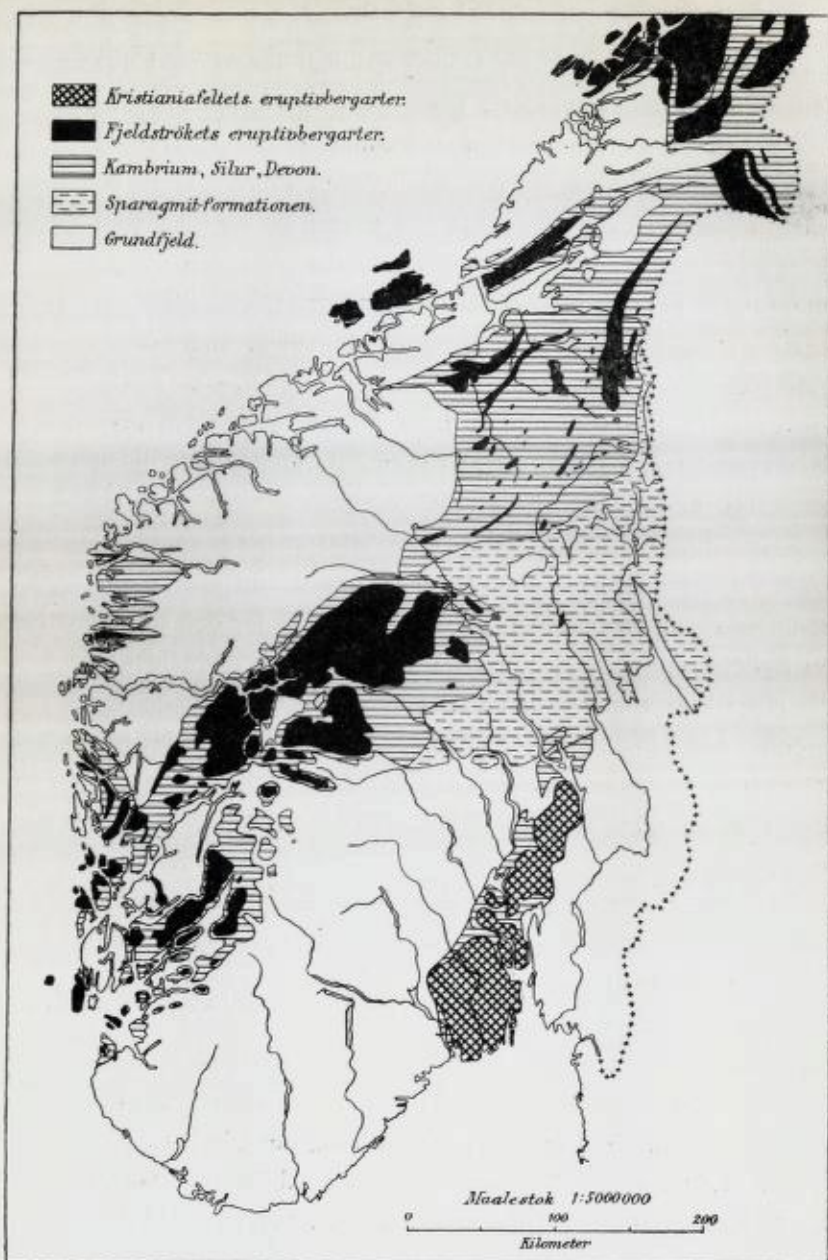 Kristianiafeltets eruptivbergarter.
Fjeldströkets eruptivbergarter.
Kambrium, Silur, Devon.
Sparagmit-formationen.
Grundfjeld.
Maalestok 1:5000000
0 100 200
Kilometer